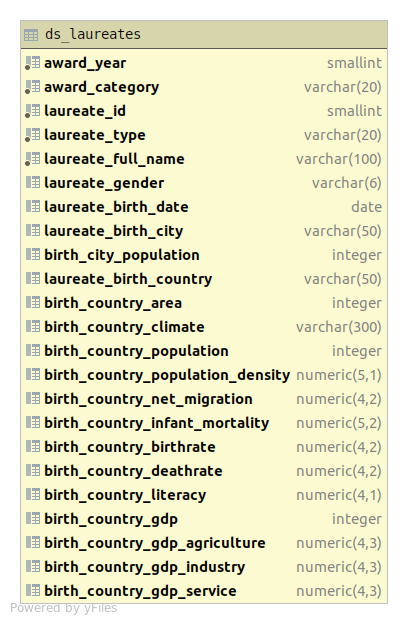 ds_laureates
award_year smallint
award_category varchar(20)
laureate_id smallint
laureate_type varchar(20)
laureate_full_name varchar(100)
laureate_gender varchar(6)
laureate_birth_date date
laureate_birth_city varchar(50)
birth_city_population integer
laureate_birth_country varchar(50)
birth_country_area integer
birth_country_climate varchar(300)
birth_country_population integer
birth_country_population_density numeric(5,1)
birth_country_net_migration numeric(4,2)
birth_country_infant_mortality numeric(5,2)
birth_country_birthrate numeric(4,2)
birth_country_deathrate numeric(4,2)
birth_country_literacy numeric(4,1)
birth_country_gdp integer
birth_country_gdp_agriculture numeric(4,3)
birth_country_gdp_industry numeric(4,3)
birth_country_gdp_service numeric(4,3)
Powered by yFiles